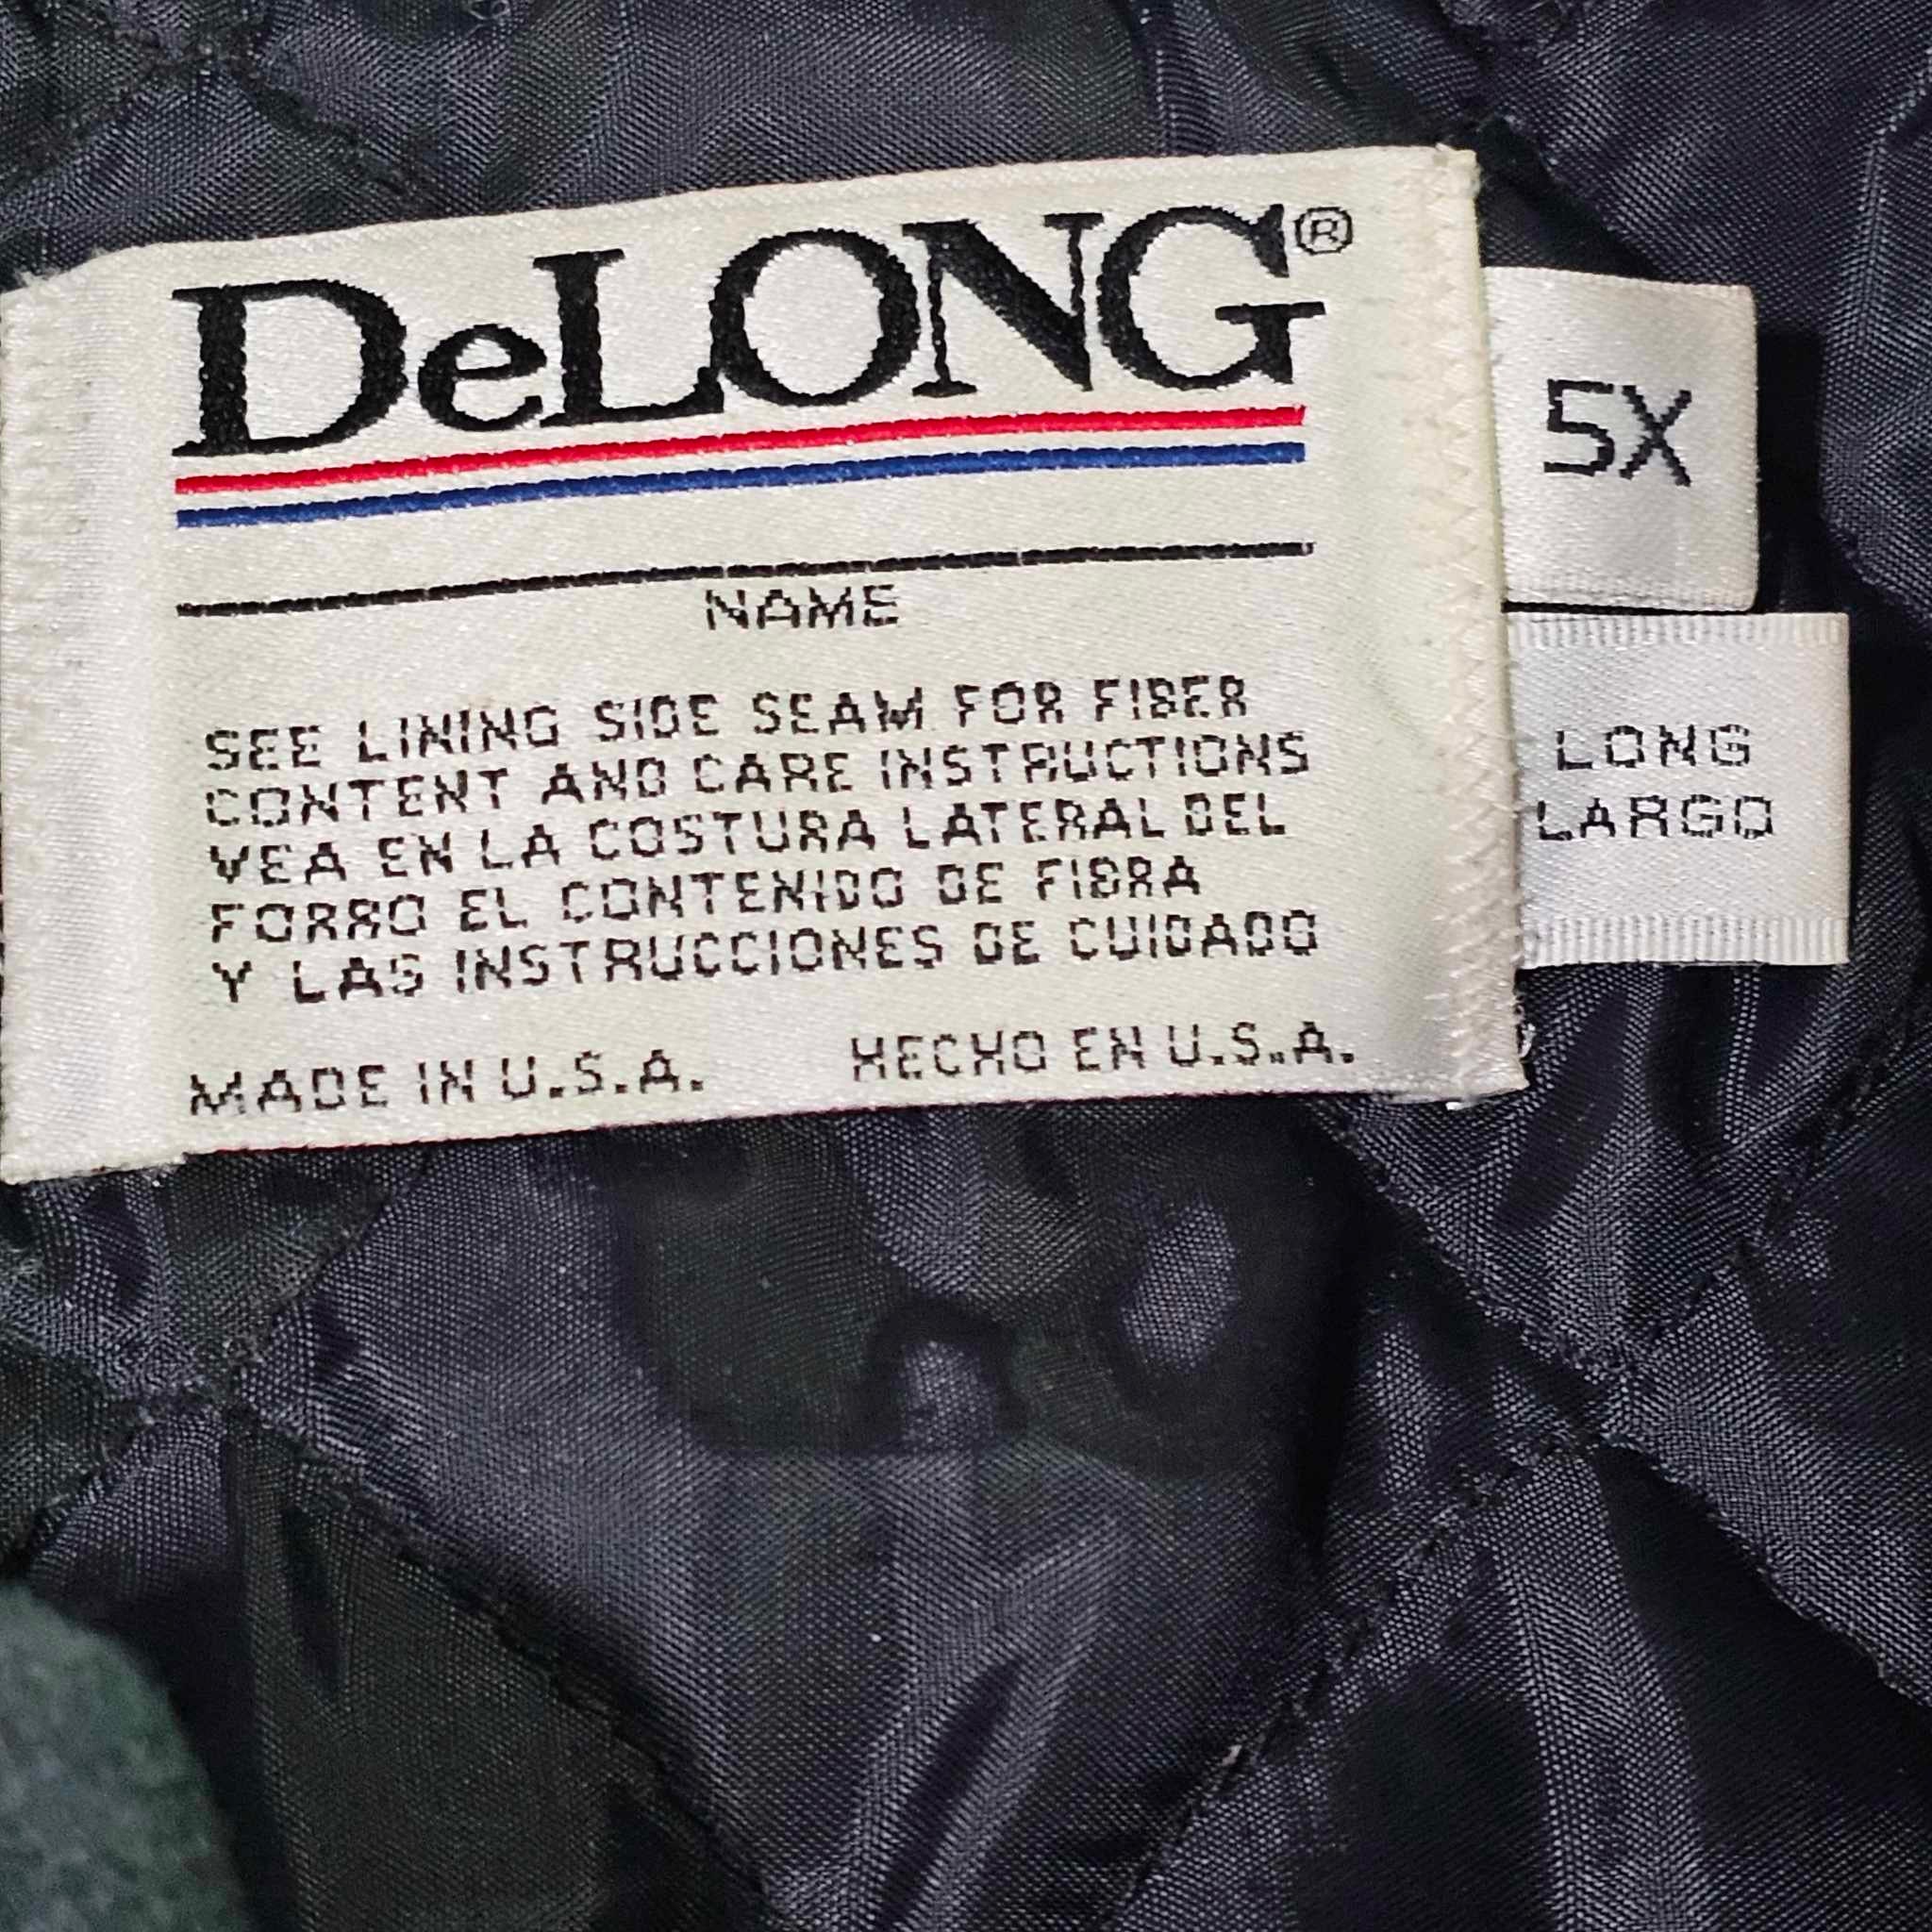 DeLONG®
5X
NAME
LONG
LARGO
SEE LINING SIDE SEAM FOR FIBER
CONTENT AND CARE INSTRUCTIONS
VEA EN LA COSTURA LATERAL DEL
FORRO EL CONTENIDO DE FIBRA
Y LAS INSTRUCCIONES DE CUIDADO
MADE IN U.S.A. HECHO EN U.S.A.